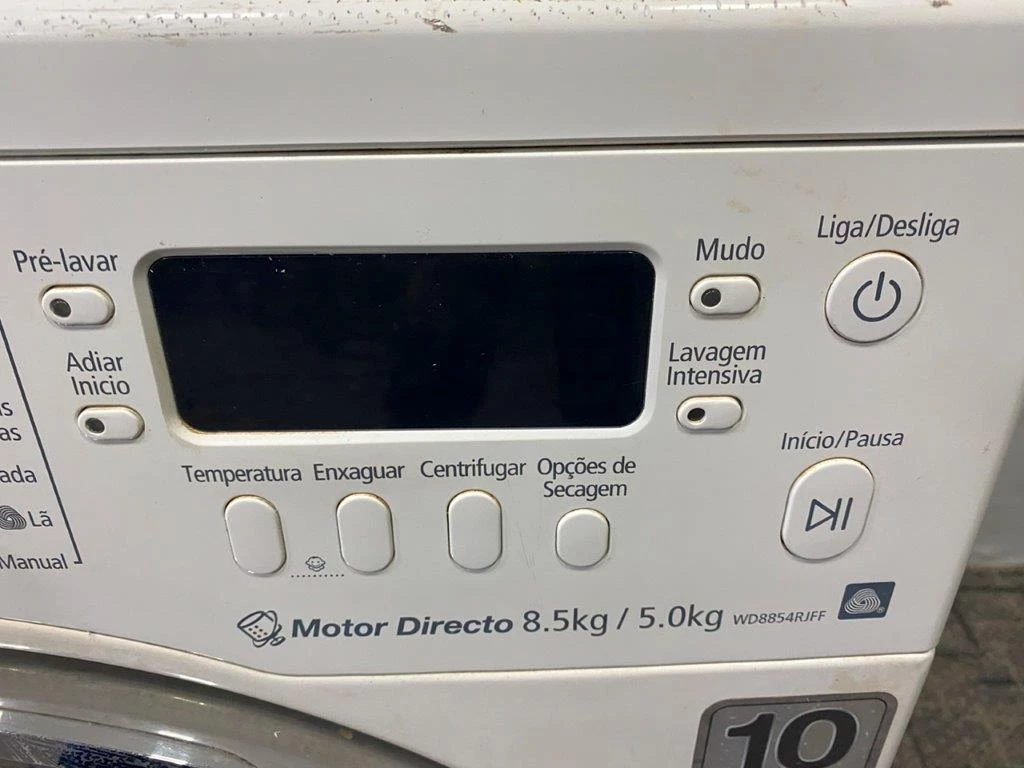 Liga/Desliga
Mudo
Pré-lavar
Lavagem
Intensiva
Adiar
Inicio
Início/Pausa
Temperatura Enxaguar Centrifugar Opções de
Secagem
s
as
ada
Lã
Manual
Motor Directo 8.5kg / 5.0kg WD8854RJFF
10